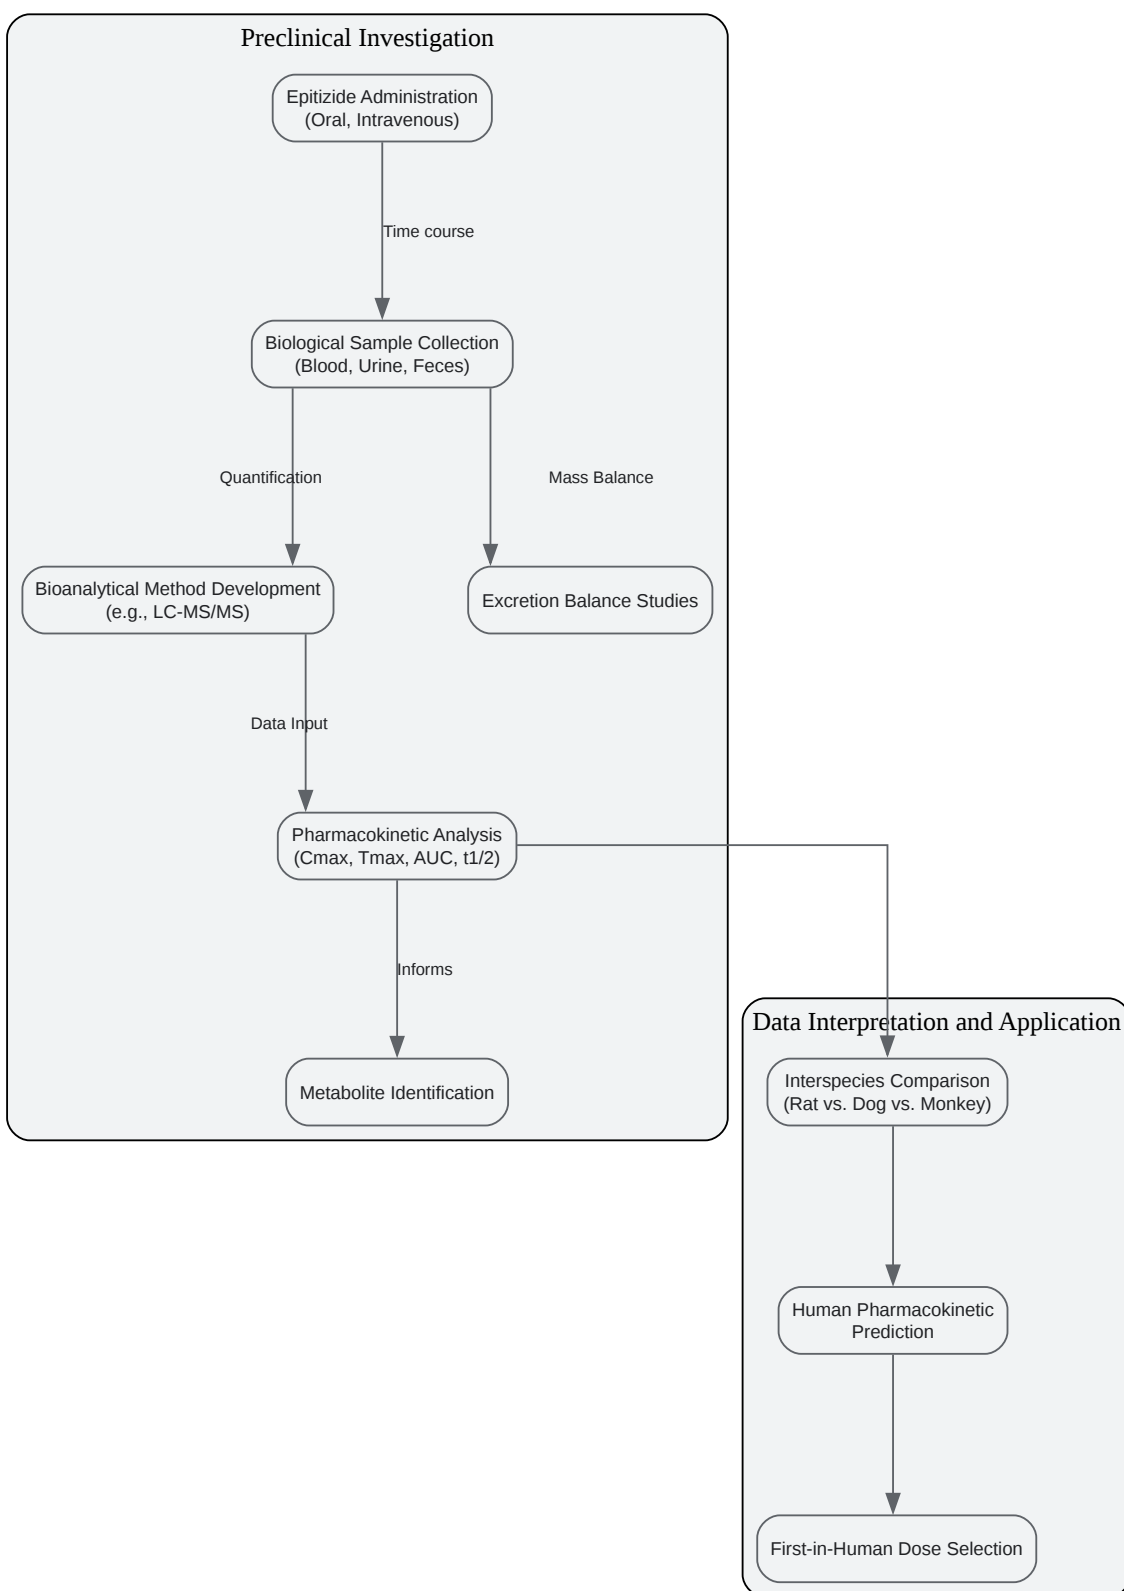 Preclinical Investigation
Epitizide Administration
(Oral, Intravenous)
Time course
Biological Sample Collection
(Blood, Urine, Feces)
Quantification
Mass Balance
Bioanalytical Method Development
(e.g., LC-MS/MS)
Excretion Balance Studies
Data Input
Pharmacokinetic Analysis
(Cmax, Tmax, AUC, t1/2)
Informs
Metabolite Identification
Data Interpretation and Application
Interspecies Comparison
(Rat vs. Dog vs. Monkey)
Human Pharmacokinetic
Prediction
First-in-Human Dose Selection